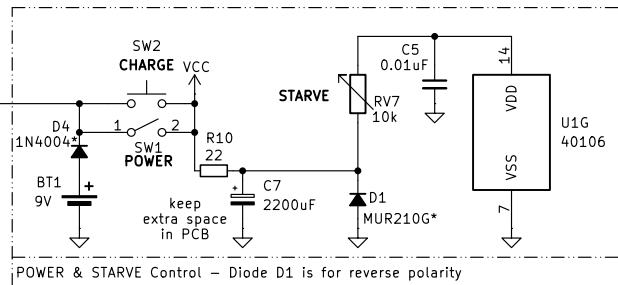 SW2
CHARGE
VCC
D4
1N4004*
1 2
SW1
POWER
BT1
9V
+
R10
22
+
C7
2200uF
keep
extra space
in PCB
STARVE
RV7
10k
C5
0.01uF
D1
MUR210G*
14
VDD
VSS
7
U1G
40106
POWER & STARVE Control – Diode D1 is for reverse polarity